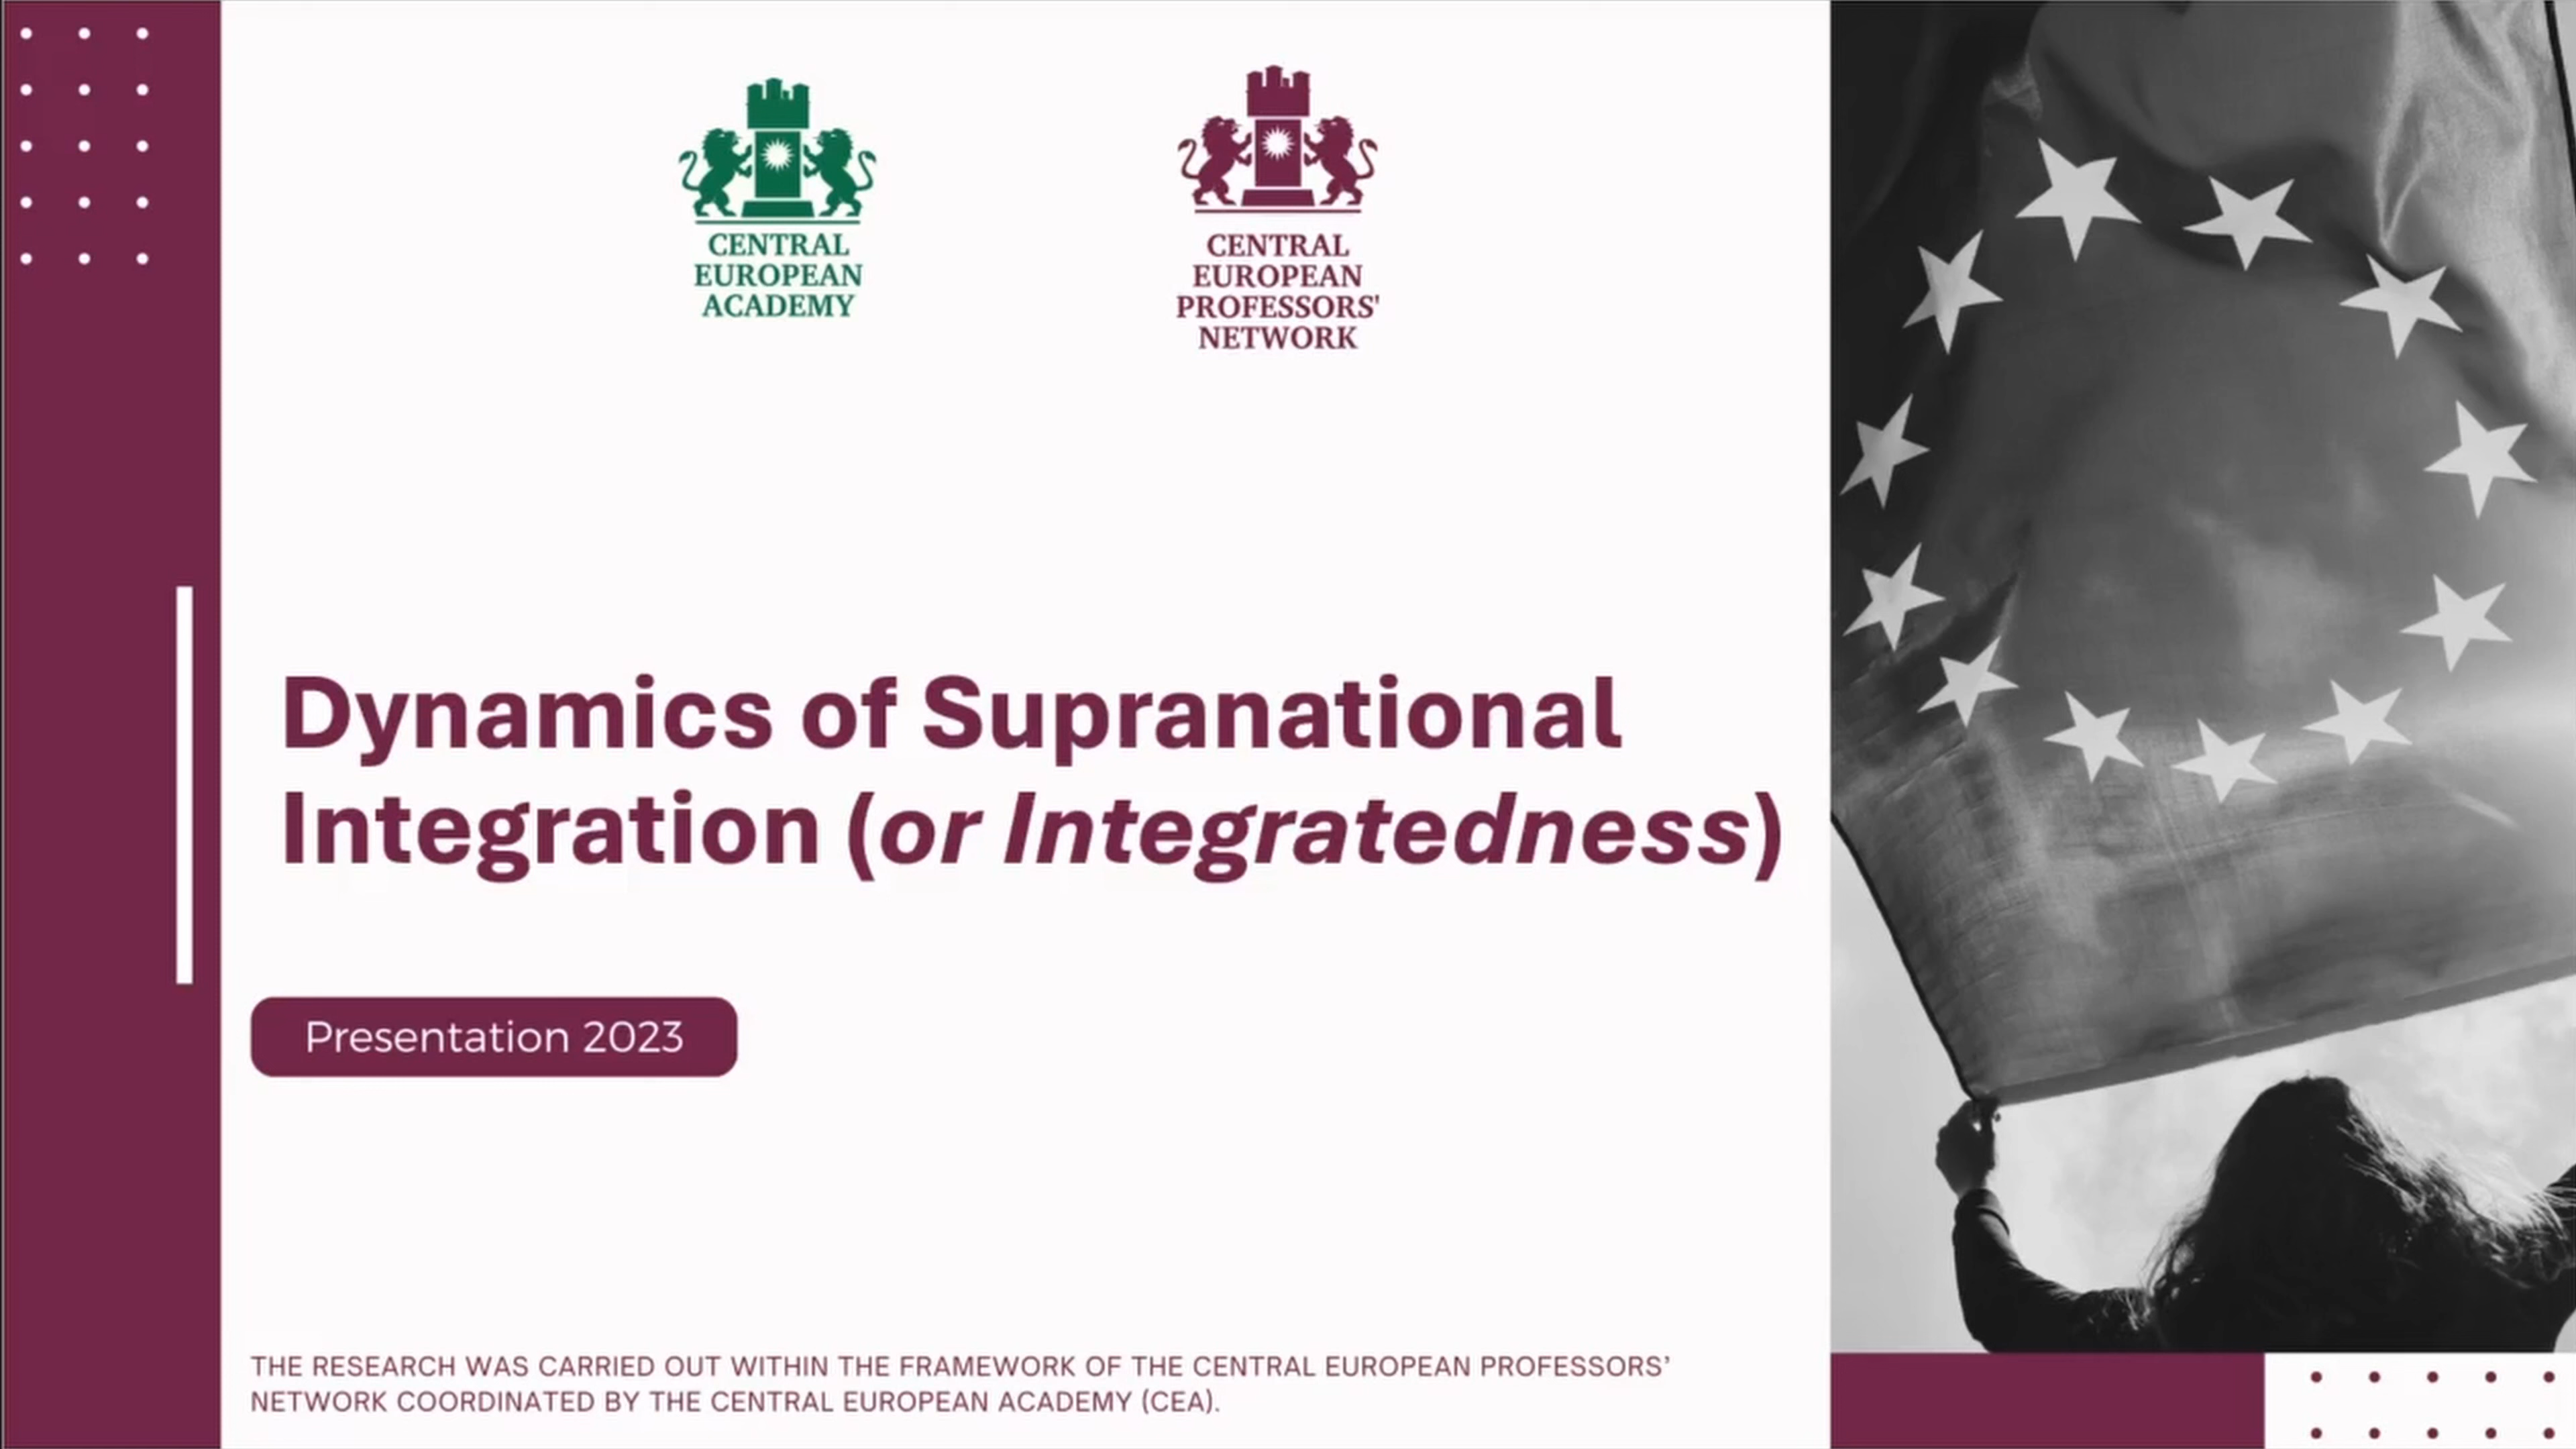 CENTRAL
EUROPEAN
ACADEMY
CENTRAL
EUROPEAN
PROFESSORS'
NETWORK
Dynamics of Supranational
Integration (or Integratedness)
Presentation 2023
THE RESEARCH WAS CARRIED OUT WITHIN THE FRAMEWORK OF THE CENTRAL EUROPEAN PROFESSORS’
NETWORK COORDINATED BY THE CENTRAL EUROPEAN ACADEMY (CEA).